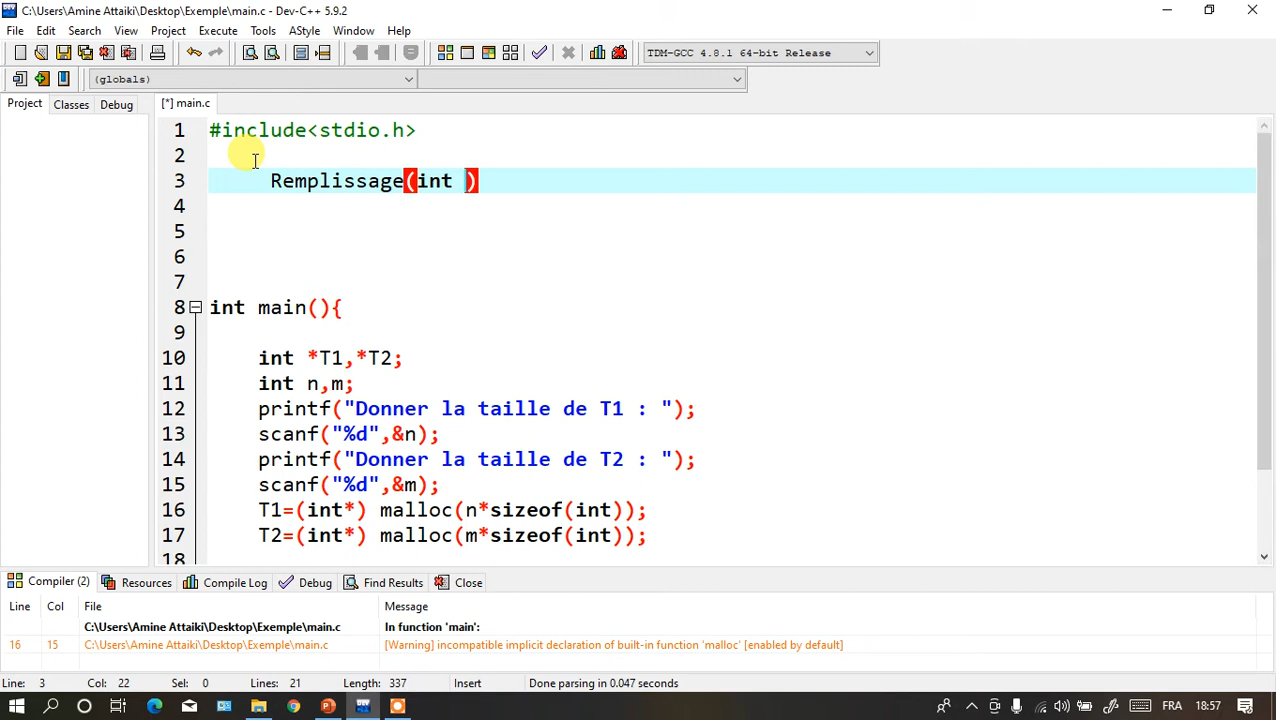 C:\Users\Amine Attaiki\Desktop\Exemple\main.c - Dev-C++ 5.9.2
File Edit Search View Project Execute Tools AStyle Window Help
TDM-GCC 4.8.1 64-bit Release
(globals)
Project Classes Debug [*] main.c
1 #include<stdio.h>
2
3 Remplissage(int )
4
5
6
7
8 int main(){
9
10 int *T1,*T2;
11 int n,m;
12 printf("Donner la taille de T1 : ");
13 scanf("%d",&n);
14 printf("Donner la taille de T2 : ");
15 scanf("%d",&m);
16 T1=(int*) malloc(n*sizeof(int));
17 T2=(int*) malloc(m*sizeof(int));
18
Compiler (2) Resources Compile Log Debug Find Results Close
Line Col File Message
C:\Users\Amine Attaiki\Desktop\Exemple\main.c In function 'main':
16 15 C:\Users\Amine Attaiki\Desktop\Exemple\main.c [Warning] incompatible implicit declaration of built-in function 'malloc' [enabled by default]
Line: 3 Col: 22 Sel: 0 Lines: 21 Length: 337 Insert Done parsing in 0.047 seconds
DEV FRA 18:57